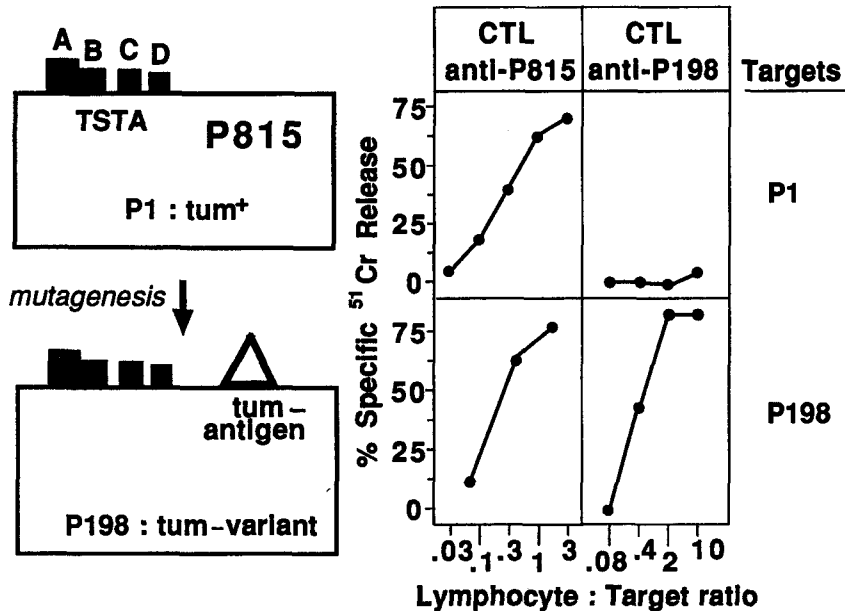 A B C D
TSTA
P815
P1 : tum+
mutagenesis
tum–
antigen
P198 : tum–variant
CTL
anti-P815
CTL
anti-P198
Targets
% Specific ⁵¹Cr Release
75
50
25
0
P1
75
50
25
0
P198
.03 .1 .3 1 3
.08 .4 2 10
Lymphocyte : Target ratio